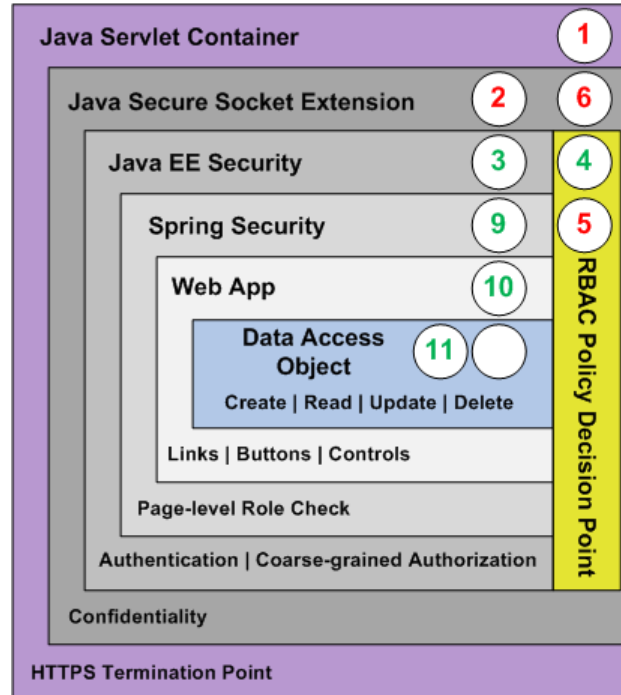 Java Servlet Container 1
Java Secure Socket Extension 2 6
Java EE Security 3 4
Spring Security 9 5
Web App 10
Data Access
Object 11
Create | Read | Update | Delete
Links | Buttons | Controls
Page-level Role Check
Authentication | Coarse-grained Authorization
Confidentiality
HTTPS Termination Point
RBAC Policy Decision Point